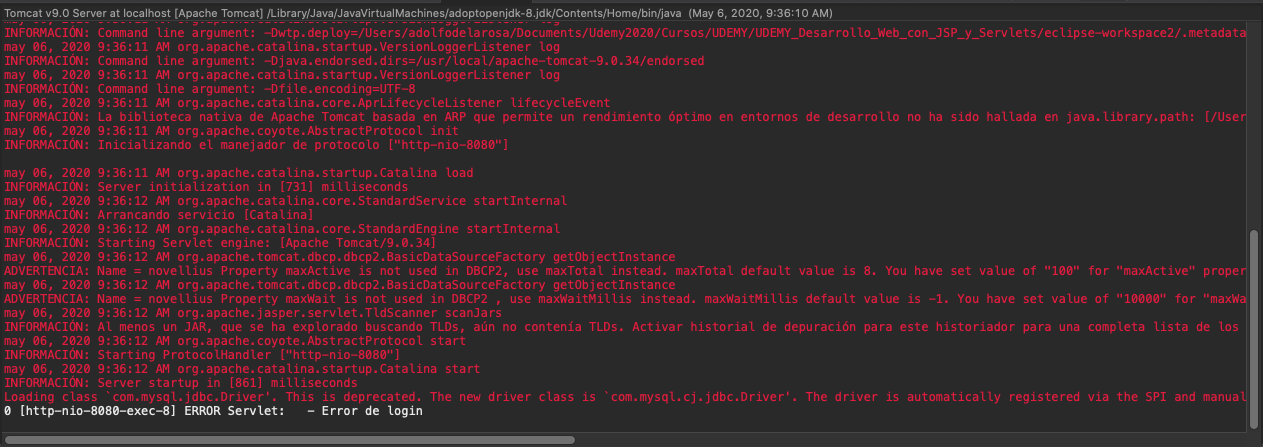 Tomcat v9.0 Server at localhost [Apache Tomcat] /Library/Java/JavaVirtualMachines/adoptopenjdk-8.jdk/Contents/Home/bin/java (May 6, 2020, 9:36:10 AM)
INFORMACIÓN: Command line argument: -Dwtp.deploy=/Users/adolfodelarosa/Documents/Udemy2020/Cursos/UDEMY/UDEMY_Desarrollo_Web_con_JSP_y_Servlets/eclipse-workspace2/.metadata
may 06, 2020 9:36:11 AM org.apache.catalina.startup.VersionLoggerListener log
INFORMACIÓN: Command line argument: -Djava.endorsed.dirs=/usr/local/apache-tomcat-9.0.34/endorsed
may 06, 2020 9:36:11 AM org.apache.catalina.startup.VersionLoggerListener log
INFORMACIÓN: Command line argument: -Dfile.encoding=UTF-8
may 06, 2020 9:36:11 AM org.apache.catalina.core.AprLifecycleListener lifecycleEvent
INFORMACIÓN: La biblioteca nativa de Apache Tomcat basada en ARP que permite un rendimiento óptimo en entornos de desarrollo no ha sido hallada en java.library.path: [/User
may 06, 2020 9:36:11 AM org.apache.coyote.AbstractProtocol init
INFORMACIÓN: Inicializando el manejador de protocolo ["http-nio-8080"]
may 06, 2020 9:36:11 AM org.apache.catalina.startup.Catalina load
INFORMACIÓN: Server initialization in [731] milliseconds
may 06, 2020 9:36:12 AM org.apache.catalina.core.StandardService startInternal
INFORMACIÓN: Arrancando servicio [Catalina]
may 06, 2020 9:36:12 AM org.apache.catalina.core.StandardEngine startInternal
INFORMACIÓN: Starting Servlet engine: [Apache Tomcat/9.0.34]
may 06, 2020 9:36:12 AM org.apache.tomcat.dbcp.dbcp2.BasicDataSourceFactory getObjectInstance
ADVERTENCIA: Name = novellius Property maxActive is not used in DBCP2, use maxTotal instead. maxTotal default value is 8. You have set value of "100" for "maxActive" proper
may 06, 2020 9:36:12 AM org.apache.tomcat.dbcp.dbcp2.BasicDataSourceFactory getObjectInstance
ADVERTENCIA: Name = novellius Property maxWait is not used in DBCP2 , use maxWaitMillis instead. maxWaitMillis default value is -1. You have set value of "10000" for "maxWa
may 06, 2020 9:36:12 AM org.apache.jasper.servlet.TldScanner scanJars
INFORMACIÓN: Al menos un JAR, que se ha explorado buscando TLDs, aún no contenía TLDs. Activar historial de depuración para este historiador para una completa lista de los
may 06, 2020 9:36:12 AM org.apache.coyote.AbstractProtocol start
INFORMACIÓN: Starting ProtocolHandler ["http-nio-8080"]
may 06, 2020 9:36:12 AM org.apache.catalina.startup.Catalina start
INFORMACIÓN: Server startup in [861] milliseconds
Loading class `com.mysql.jdbc.Driver'. This is deprecated. The new driver class is `com.mysql.cj.jdbc.Driver'. The driver is automatically registered via the SPI and manual
0 [http-nio-8080-exec-8] ERROR Servlet:   - Error de login